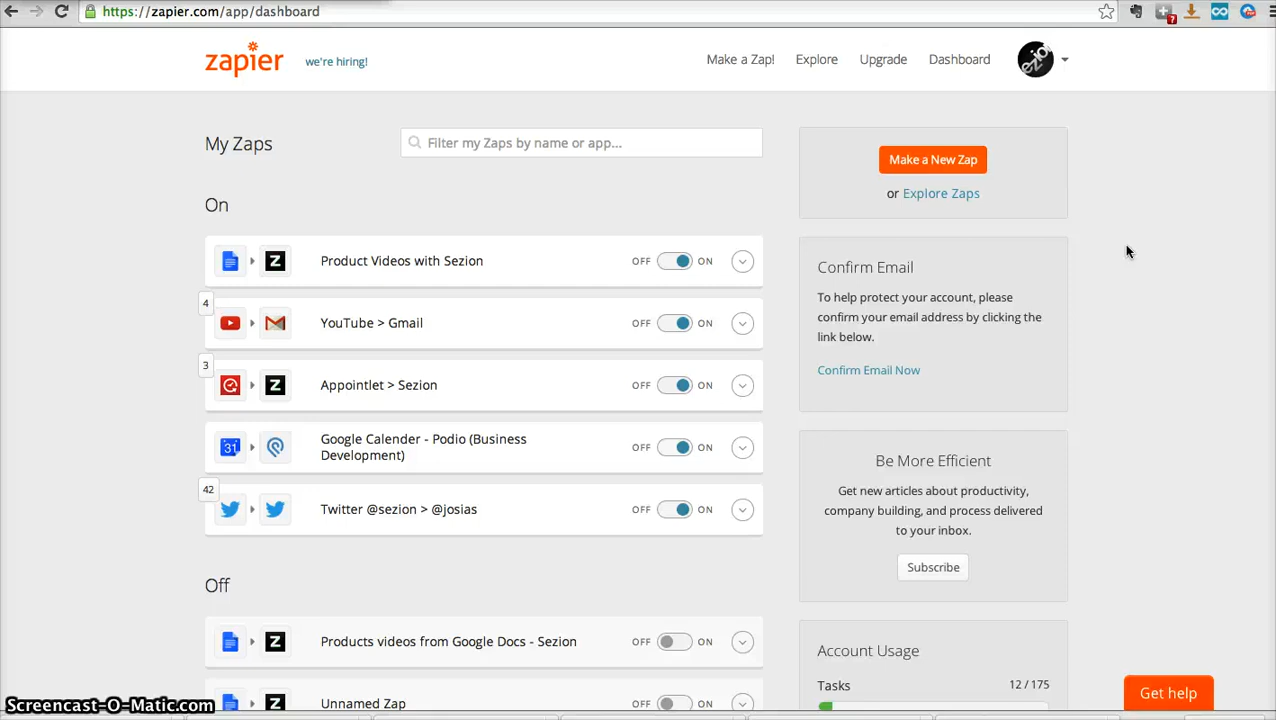 https://zapier.com/app/dashboard
zapier
we're hiring!
Make a Zap!
Explore
Upgrade
Dashboard
ezion
My Zaps
Filter my Zaps by name or app...
On
Product Videos with Sezion
OFF
ON
4
YouTube > Gmail
OFF
ON
3
Appointlet > Sezion
OFF
ON
31
Google Calender - Podio (Business
Development)
OFF
ON
42
Twitter @sezion > @josias
OFF
ON
Off
Products videos from Google Docs - Sezion
OFF
ON
Unnamed Zap
OFF
ON
Make a New Zap
or Explore Zaps
Confirm Email
To help protect your account, please
confirm your email address by clicking the
link below.
Confirm Email Now
Be More Efficient
Get new articles about productivity,
company building, and process delivered
to your inbox.
Subscribe
Account Usage
Tasks
12 / 175
Get help
Screencast-O-Matic.com